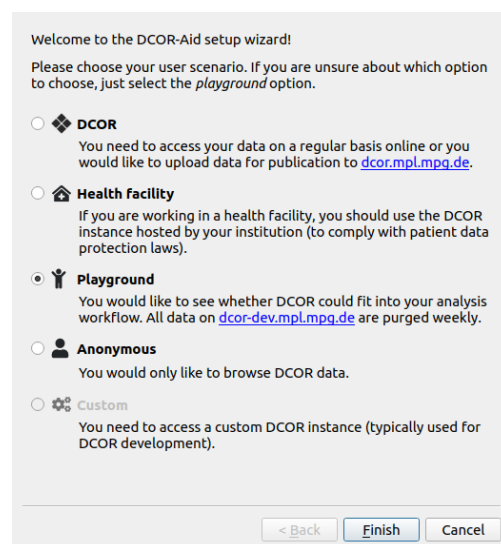 Welcome to the DCOR-Aid setup wizard!
Please choose your user scenario. If you are unsure about which option
to choose, just select the playground option.
DCOR
You need to access your data on a regular basis online or you
would like to upload data for publication to dcor.mpl.mpg.de.
Health facility
If you are working in a health facility, you should use the DCOR
instance hosted by your institution (to comply with patient data
protection laws).
Playground
You would like to see whether DCOR could fit into your analysis
workflow. All data on dcor-dev.mpl.mpg.de are purged weekly.
Anonymous
You would only like to browse DCOR data.
Custom
You need to access a custom DCOR instance (typically used for
DCOR development).
< Back Finish Cancel